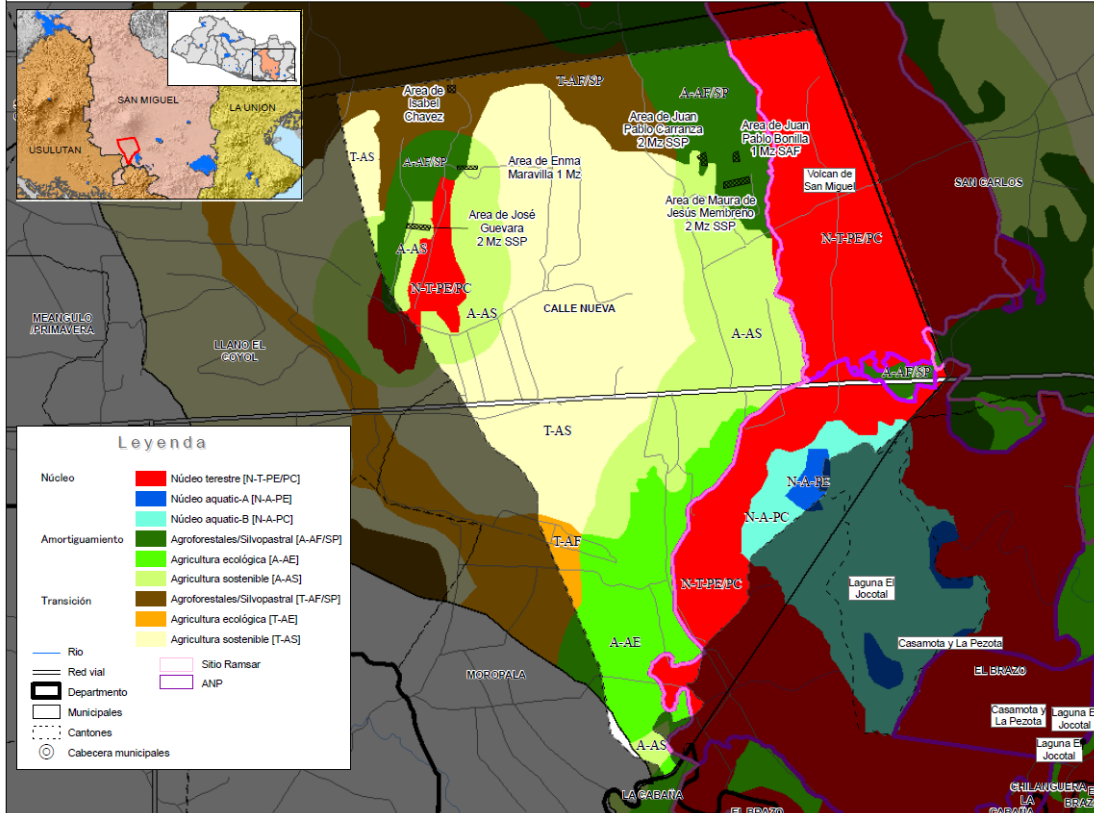 SAN MIGUEL
LA UNION
USULUTAN
T-AF/SP
A-AF/SP
Area de
Isabel
Chavez
Area de Juan
Pablo Carranza
2 Mz SSP
Area de Juan
Pablo Bonilla
1 Mz SAF
T-AS
A-AF/SP
Area de Enma
Maravilla 1 Mz
Volcan de
San Miguel
SAN CARLOS
Area de José
Guevara
2 Mz SSP
Area de Maura de
Jesús Membreno
2 Mz SSP
A-AS
N-T-PE/PC
N-T-PE/PC
CALLE NUEVA
A-AS
A-AS
MEANGULO
/PRIMAVERA
LLANO EL
COYOL
A-AF/SP
T-AS
N-A-PE
N-A-PC
T-AF
N-T-PE/PC
Laguna El
Jocotal
A-AE
Casamota y La Pezota
EL BRAZO
MOROPALA
Casamota y
La Pezota
Laguna El
Jocotal
Laguna El
Jocotal
A-AS
LA CABAÑA
EL BRAZO
CHILANGUERA
LA
CABAÑA
Leyenda
Núcleo
Núcleo terestre [N-T-PE/PC]
Núcleo aquatic-A [N-A-PE]
Núcleo aquatic-B [N-A-PC]
Amortiguamiento
Agroforestales/Silvopastral [A-AF/SP]
Agricultura ecológica [A-AE]
Agricultura sostenible [A-AS]
Transición
Agroforestales/Silvopastral [T-AF/SP]
Agricultura ecológica [T-AE]
Agricultura sostenible [T-AS]
Rio
Red vial
Departmento
Municipales
Cantones
Cabecera municipales
Sitio Ramsar
ANP